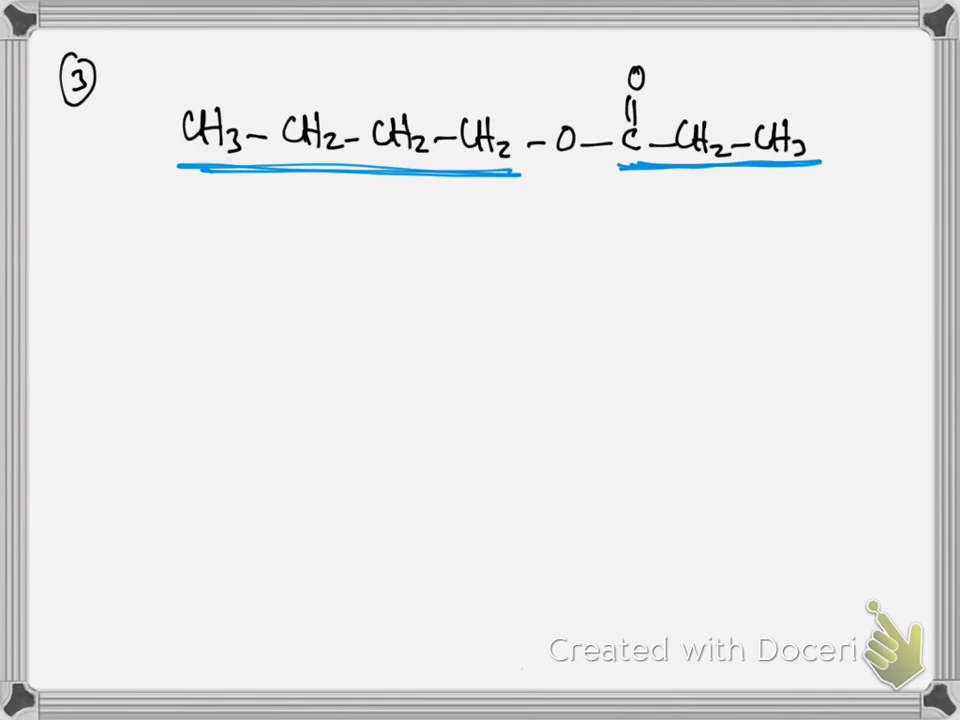 ③
O
||
CH3 - CH2 - CH2 - CH2 - O - C - CH2 - CH3
Created with Doceri